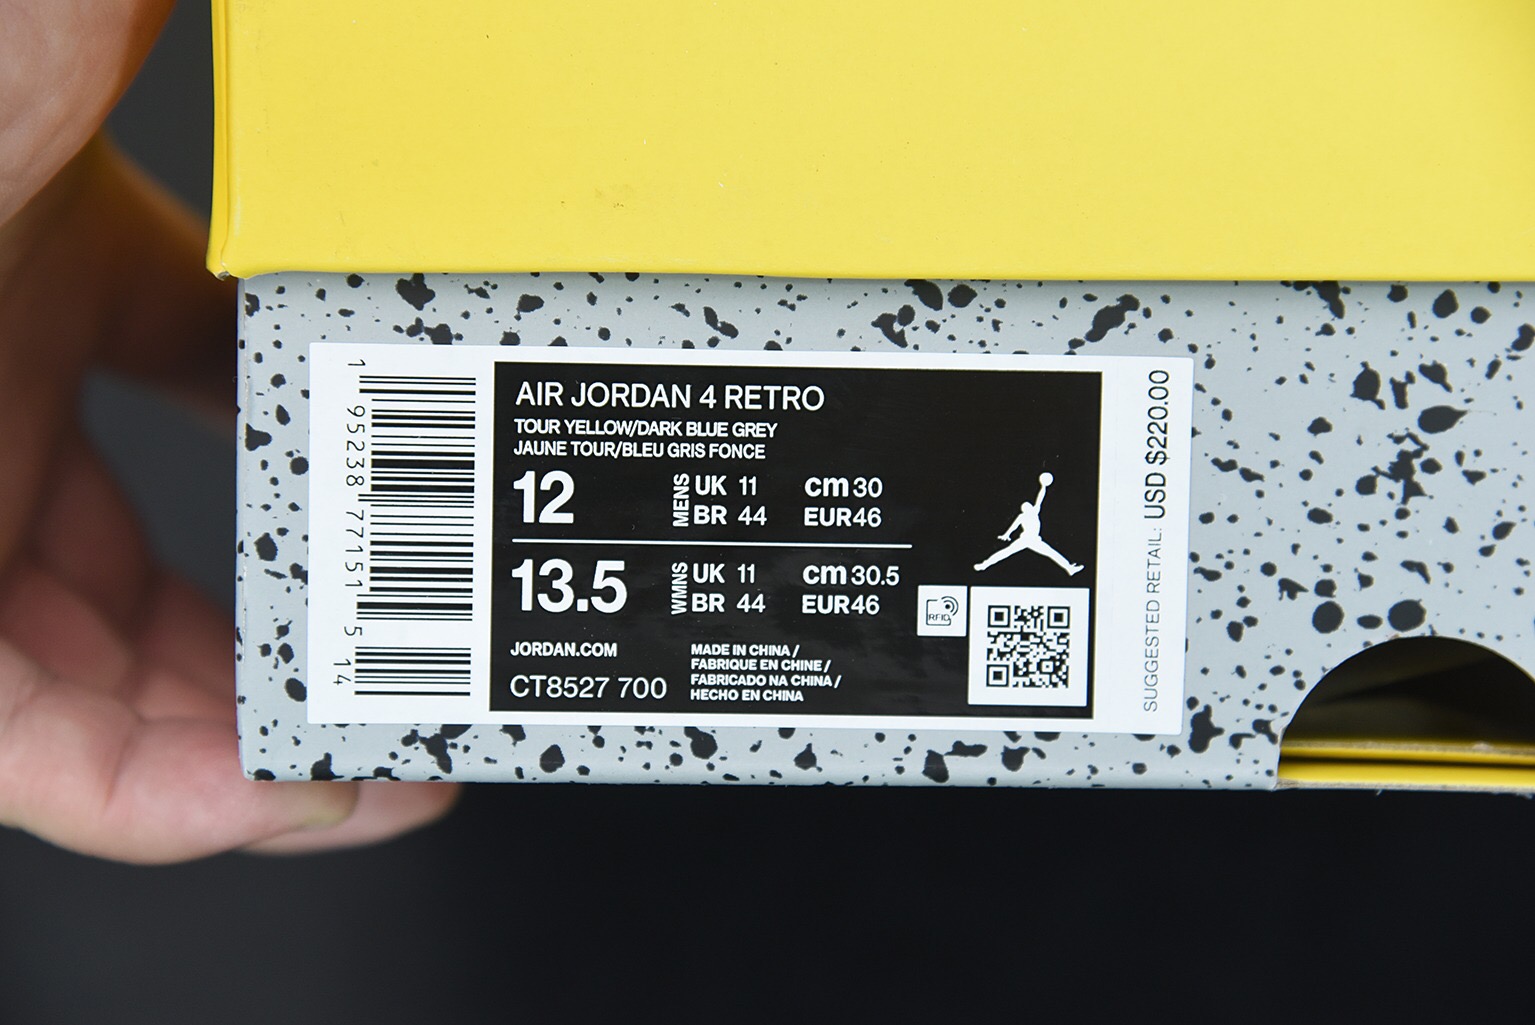 1 95238 77151 5 14
AIR JORDAN 4 RETRO
TOUR YELLOW/DARK BLUE GREY
JAUNE TOUR/BLEU GRIS FONCE
12 MENS UK 11 cm 30
BR 44 EUR 46
13.5 WMNS UK 11 cm 30.5
BR 44 EUR 46
RFID
JORDAN.COM
CT8527 700
MADE IN CHINA /
FABRIQUE EN CHINE /
FABRICADO NA CHINA /
HECHO EN CHINA
SUGGESTED RETAIL: USD $220.00